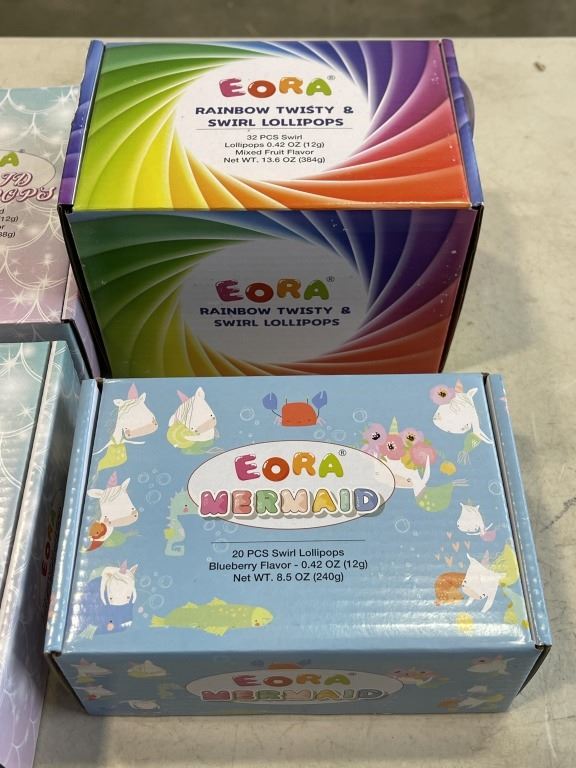 EORA®
RAINBOW TWISTY &
SWIRL LOLLIPOPS
32 PCS Swirl
Lollipops 0.42 OZ (12g)
Mixed Fruit Flavor
Net WT. 13.6 OZ (384g)
EORA®
RAINBOW TWISTY &
SWIRL LOLLIPOPS
EORA®
MERMAID
20 PCS Swirl Lollipops
Blueberry Flavor - 0.42 OZ (12g)
Net WT. 8.5 OZ (240g)
EORA®
MERMAID